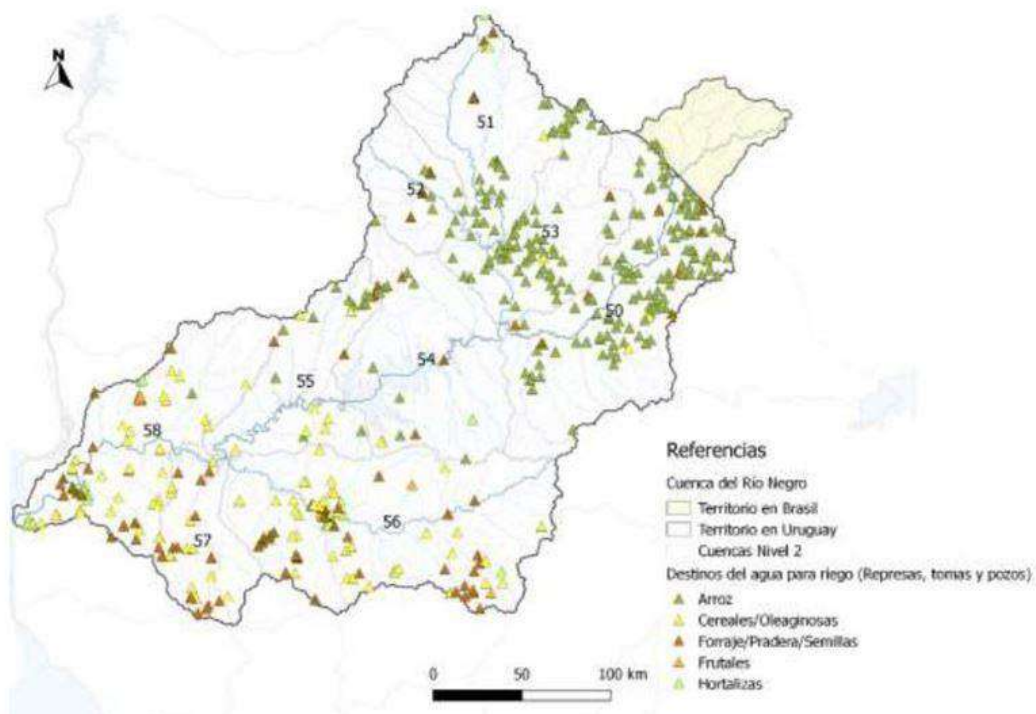 N
51
52
53
50
54
55
58
56
57
Referencias
Cuenca del Río Negro
Territorio en Brasil
Territorio en Uruguay
Cuencas Nivel 2
Destinos del agua para riego (Represas, tomas y pozos)
Arroz
Cereales/Oleaginosas
Forraje/Pradera/Semillas
Frutales
Hortalizas
0 50 100 km